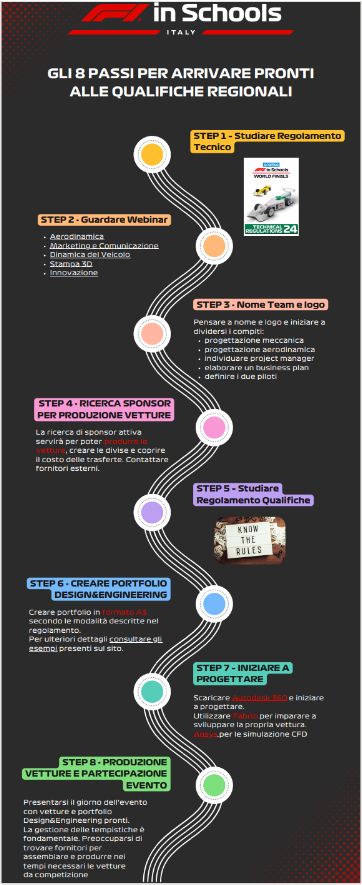 F1 in Schools
ITALY
GLI 8 PASSI PER ARRIVARE PRONTI
ALLE QUALIFICHE REGIONALI
STEP 1 - Studiare Regolamento
Tecnico
in Schools
WORLD FINALS
TECHNICAL
REGULATIONS 24
STEP 2 - Guardare Webinar
• Aerodinamica
• Marketing e Comunicazione
• Dinamica del Veicolo
• Stampa 3D
• Innovazione
STEP 3 - Nome Team e logo
Pensare a nome e logo e iniziare a
dividersi i compiti:
• progettazione meccanica
• progettazione aerodinamica
• individuare project manager
• elaborare un business plan
• definire i due piloti
STEP 4 - RICERCA SPONSOR
PER PRODUZIONE VETTURE
La ricerca di sponsor attiva
servirà per poter produrre le
vetture, creare le divise e coprire
il costo delle trasferte. Contattare
fornitori esterni.
STEP 5 - Studiare
Regolamento Qualifiche
KNOW
THE
RULES
STEP 6 - CREARE PORTFOLIO
DESIGN&ENGINEERING
Creare portfolio in formato A3
secondo le modalità descritte nel
regolamento.
Per ulteriori dettagli consultare gli
esempi presenti sul sito.
STEP 7 - INIZIARE A
PROGETTARE
Scaricare Autodesk 360 e iniziare
a progettare.
Utilizzare Fabric per imparare a
sviluppare la propria vettura.
Ansys per le simulazione CFD
STEP 8 - PRODUZIONE
VETTURE E PARTECIPAZIONE
EVENTO
Presentarsi il giorno dell'evento
con vetture e portfolio
Design&Engineering pronti.
La gestione delle tempistiche è
fondamentale. Preoccuparsi di
trovare fornitori per
assemblare e produrre nei
tempi necessari le vetture
da competizione